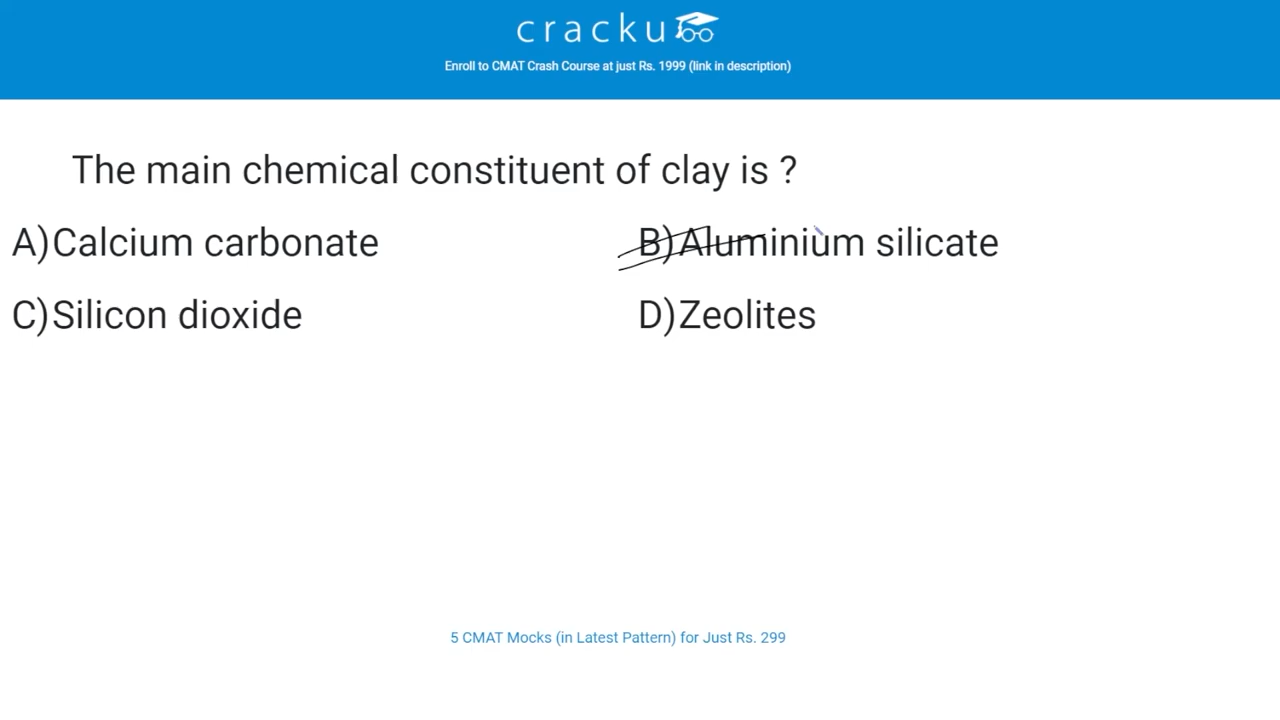 cracku
Enroll to CMAT Crash Course at just Rs. 1999 (link in description)
The main chemical constituent of clay is ?
A)Calcium carbonate
B)Aluminium silicate
C)Silicon dioxide
D)Zeolites
5 CMAT Mocks (in Latest Pattern) for Just Rs. 299